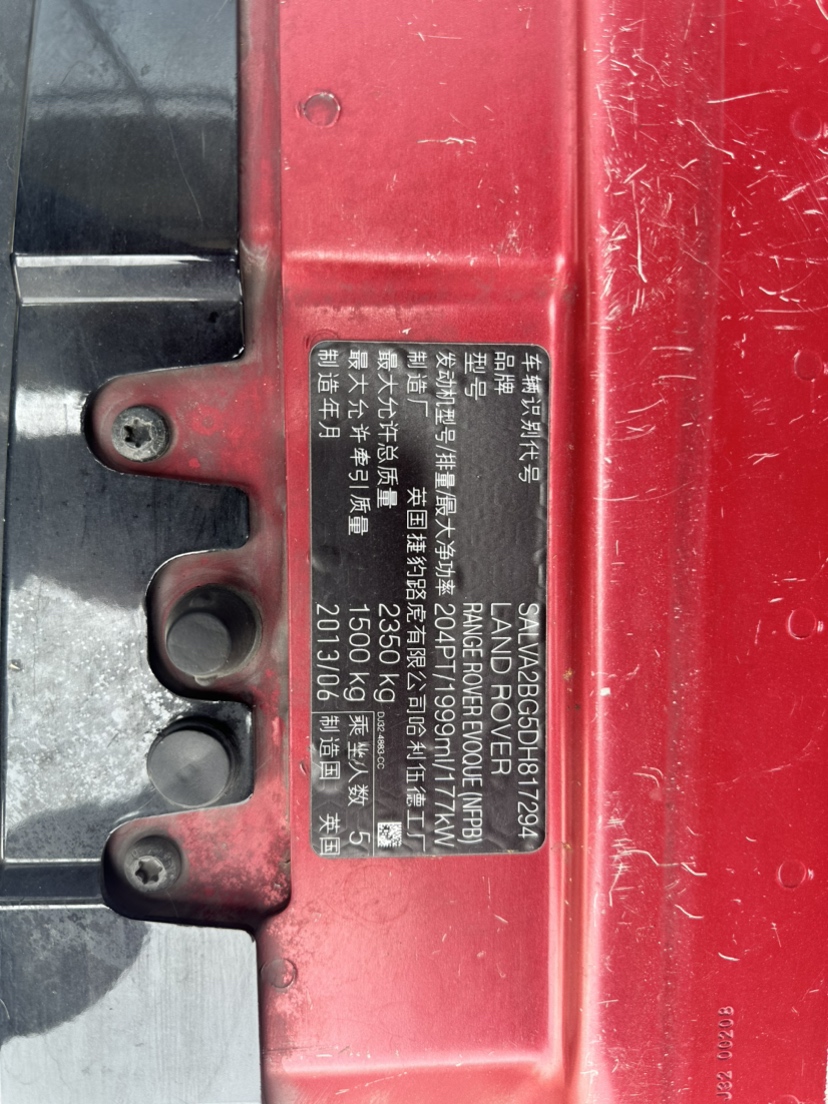 车辆识别代号 SALVA2BG5DH817294
品牌 LAND ROVER
型号 RANGE ROVER EVOQUE (NFPB)
发动机型号/排量/最大净功率 204PT/1999ml/177kW
制造厂 英国捷豹路虎有限公司哈利伍德工厂
DJ32-4863-CC
最大允许总质量 2350 kg
最大允许牵引质量 1500 kg 乘坐人数 5
制造年月 2013/06 制造国 英国